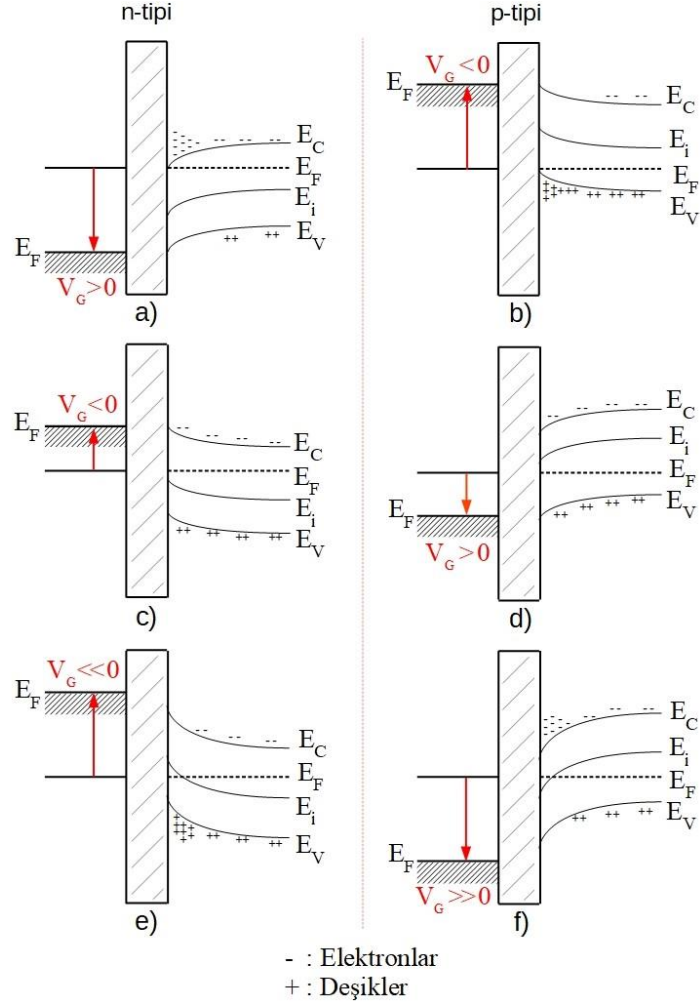 n-tipi
p-tipi
E_C
E_F
E_i
E_V
E_F
V_G>0
a)
V_G<0
E_F
E_C
E_i
E_F
E_V
b)
V_G<0
E_F
E_C
E_F
E_i
E_V
c)
E_C
E_i
E_F
E_V
E_F
V_G>0
d)
V_G<<0
E_F
E_C
E_F
E_i
E_V
e)
E_C
E_i
E_F
E_V
E_F
V_G>>0
f)
- : Elektronlar
+ : Deşikler